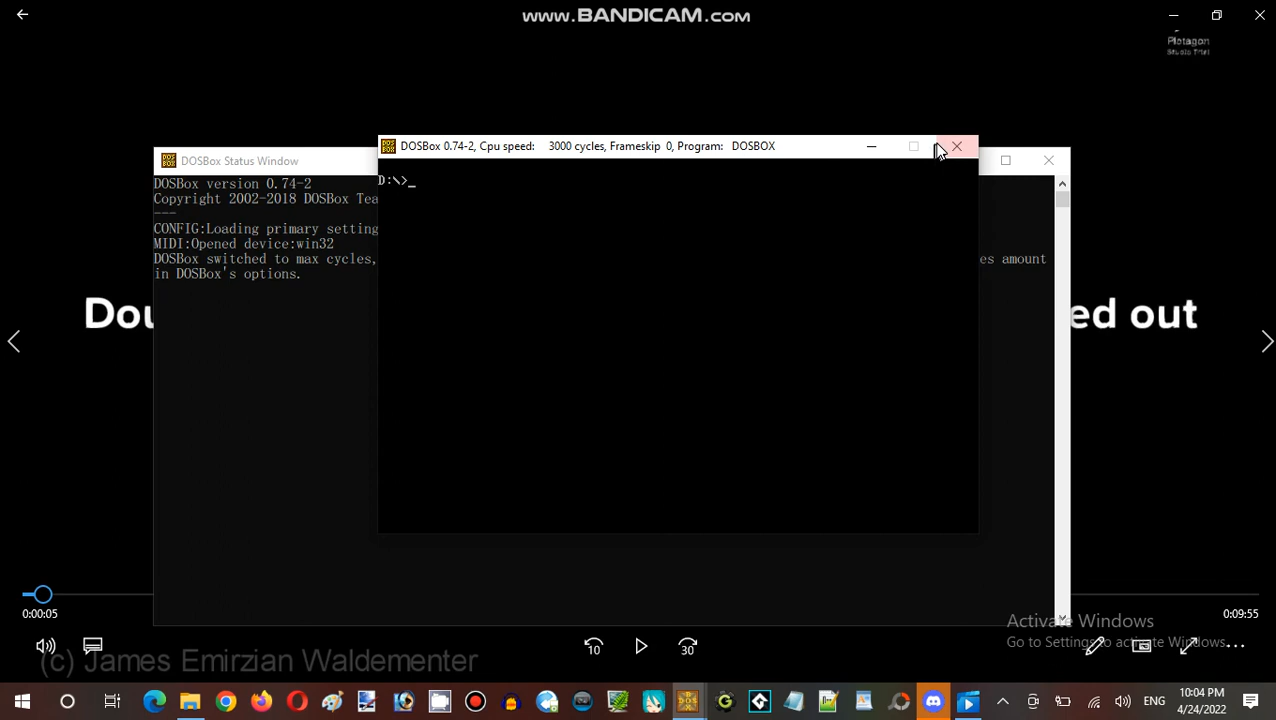 www.BANDICAM.com
Plotagon
Studio Trial
DOSBox 0.74-2, Cpu speed: 3000 cycles, Frameskip 0, Program: DOSBOX
DOSBox Status Window
D:\>_
DOSBox version 0.74-2
Copyright 2002-2018 DOSBox Tea
---
CONFIG:Loading primary setting
MIDI:Opened device:win32
DOSBox switched to max cycles, es amount
in DOSBox's options.
Dou ed out
0:00:05
0:09:55
10
30
Activate Windows
Go to Settings to activate Windows.
(c) James Emirzian Waldementer
ENG
10:04 PM
4/24/2022